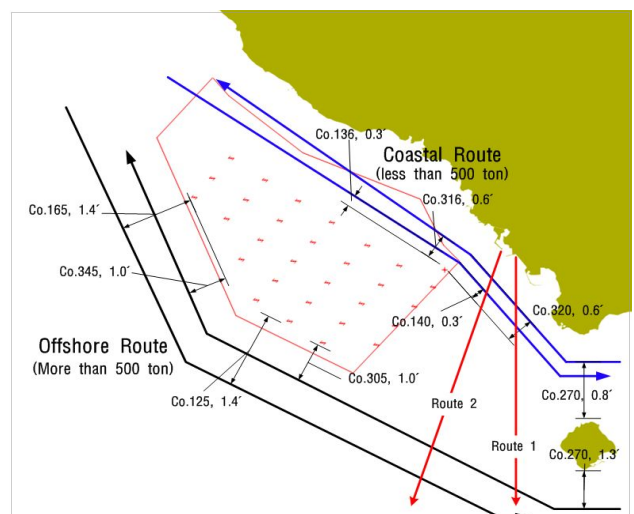 Co.136, 0.3′
Coastal Route
(less than 500 ton)
Co.316, 0.6′
Co.165, 1.4′
Co.345, 1.0′
Co.320, 0.6′
Co.140, 0.3′
Offshore Route
(More than 500 ton)
Co.305, 1.0′
Co.125, 1.4′
Co.270, 0.8′
Route 2
Route 1
Co.270, 1.3′